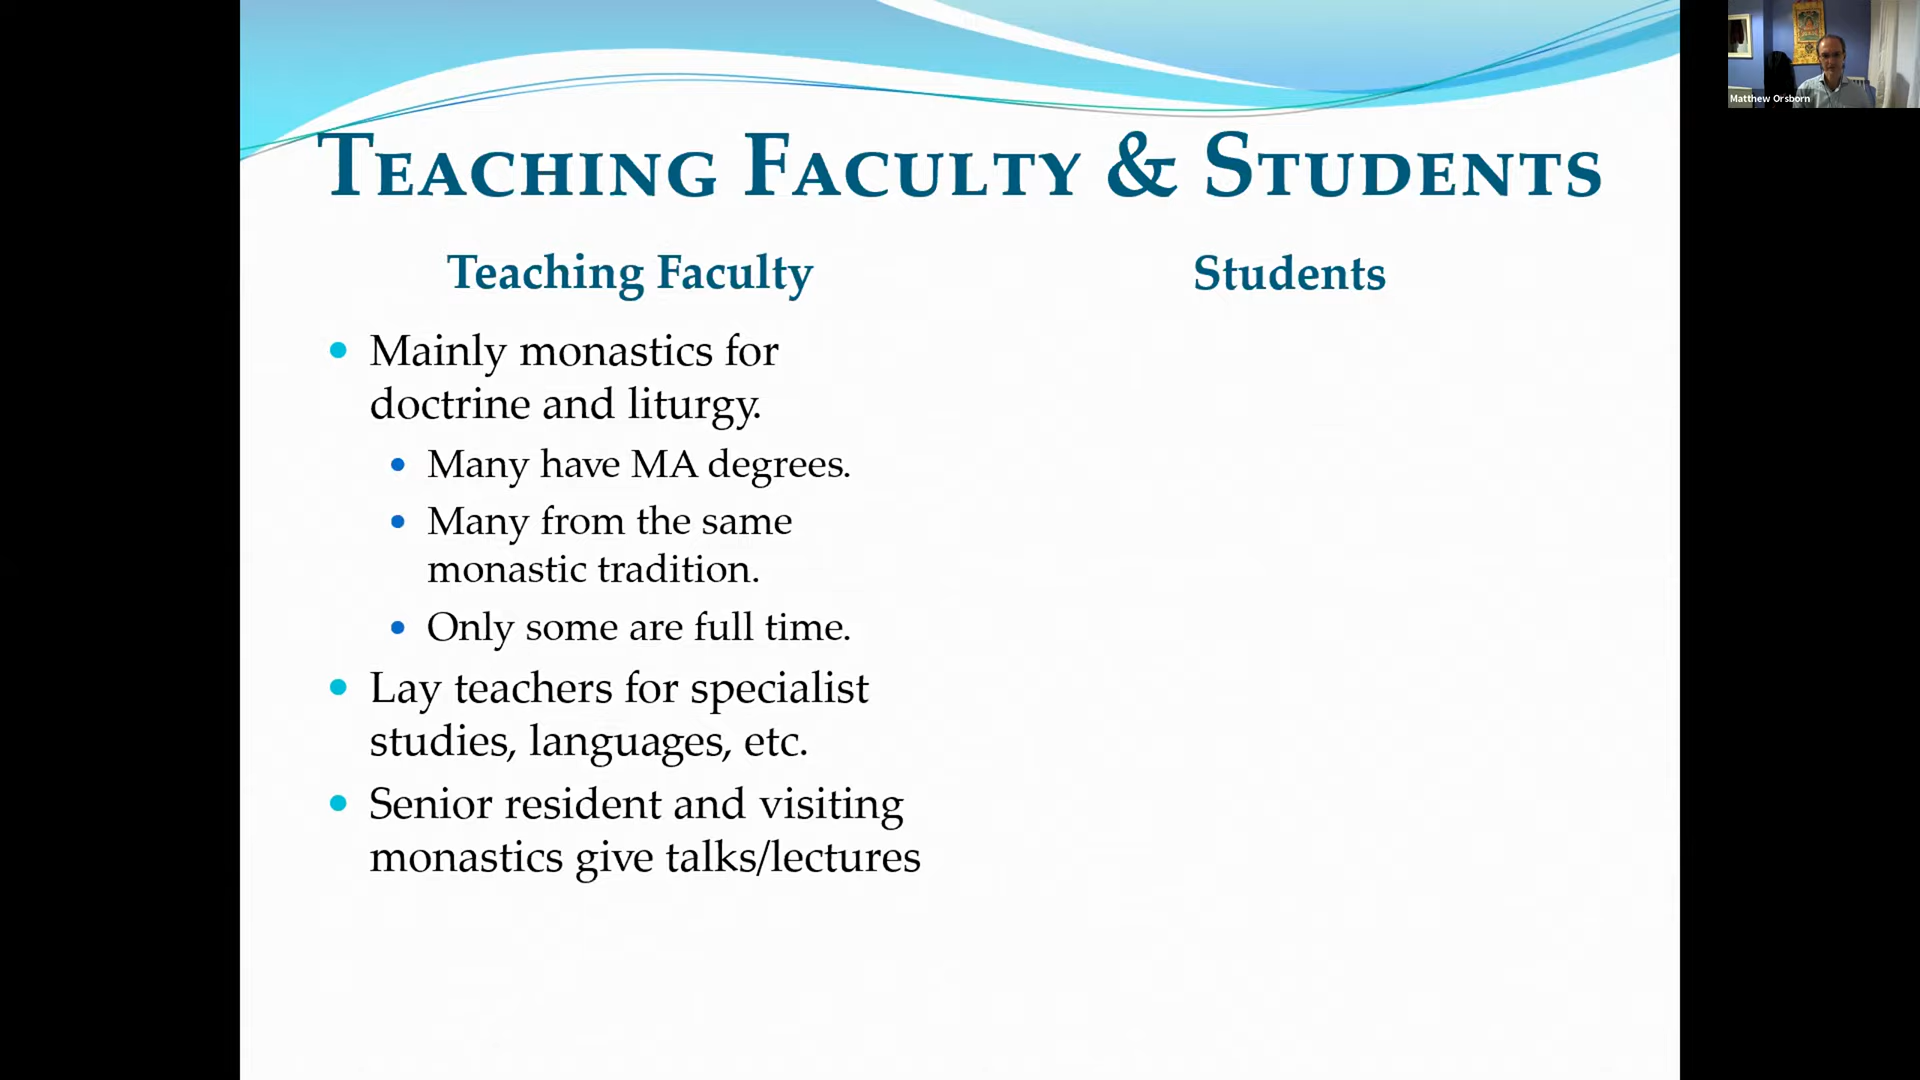 Teaching Faculty & Students
Teaching Faculty
Mainly monastics for
doctrine and liturgy.
Many have MA degrees.
Many from the same
monastic tradition.
Only some are full time.
Lay teachers for specialist
studies, languages, etc.
Senior resident and visiting
monastics give talks/lectures
Students
Matthew Orsborn